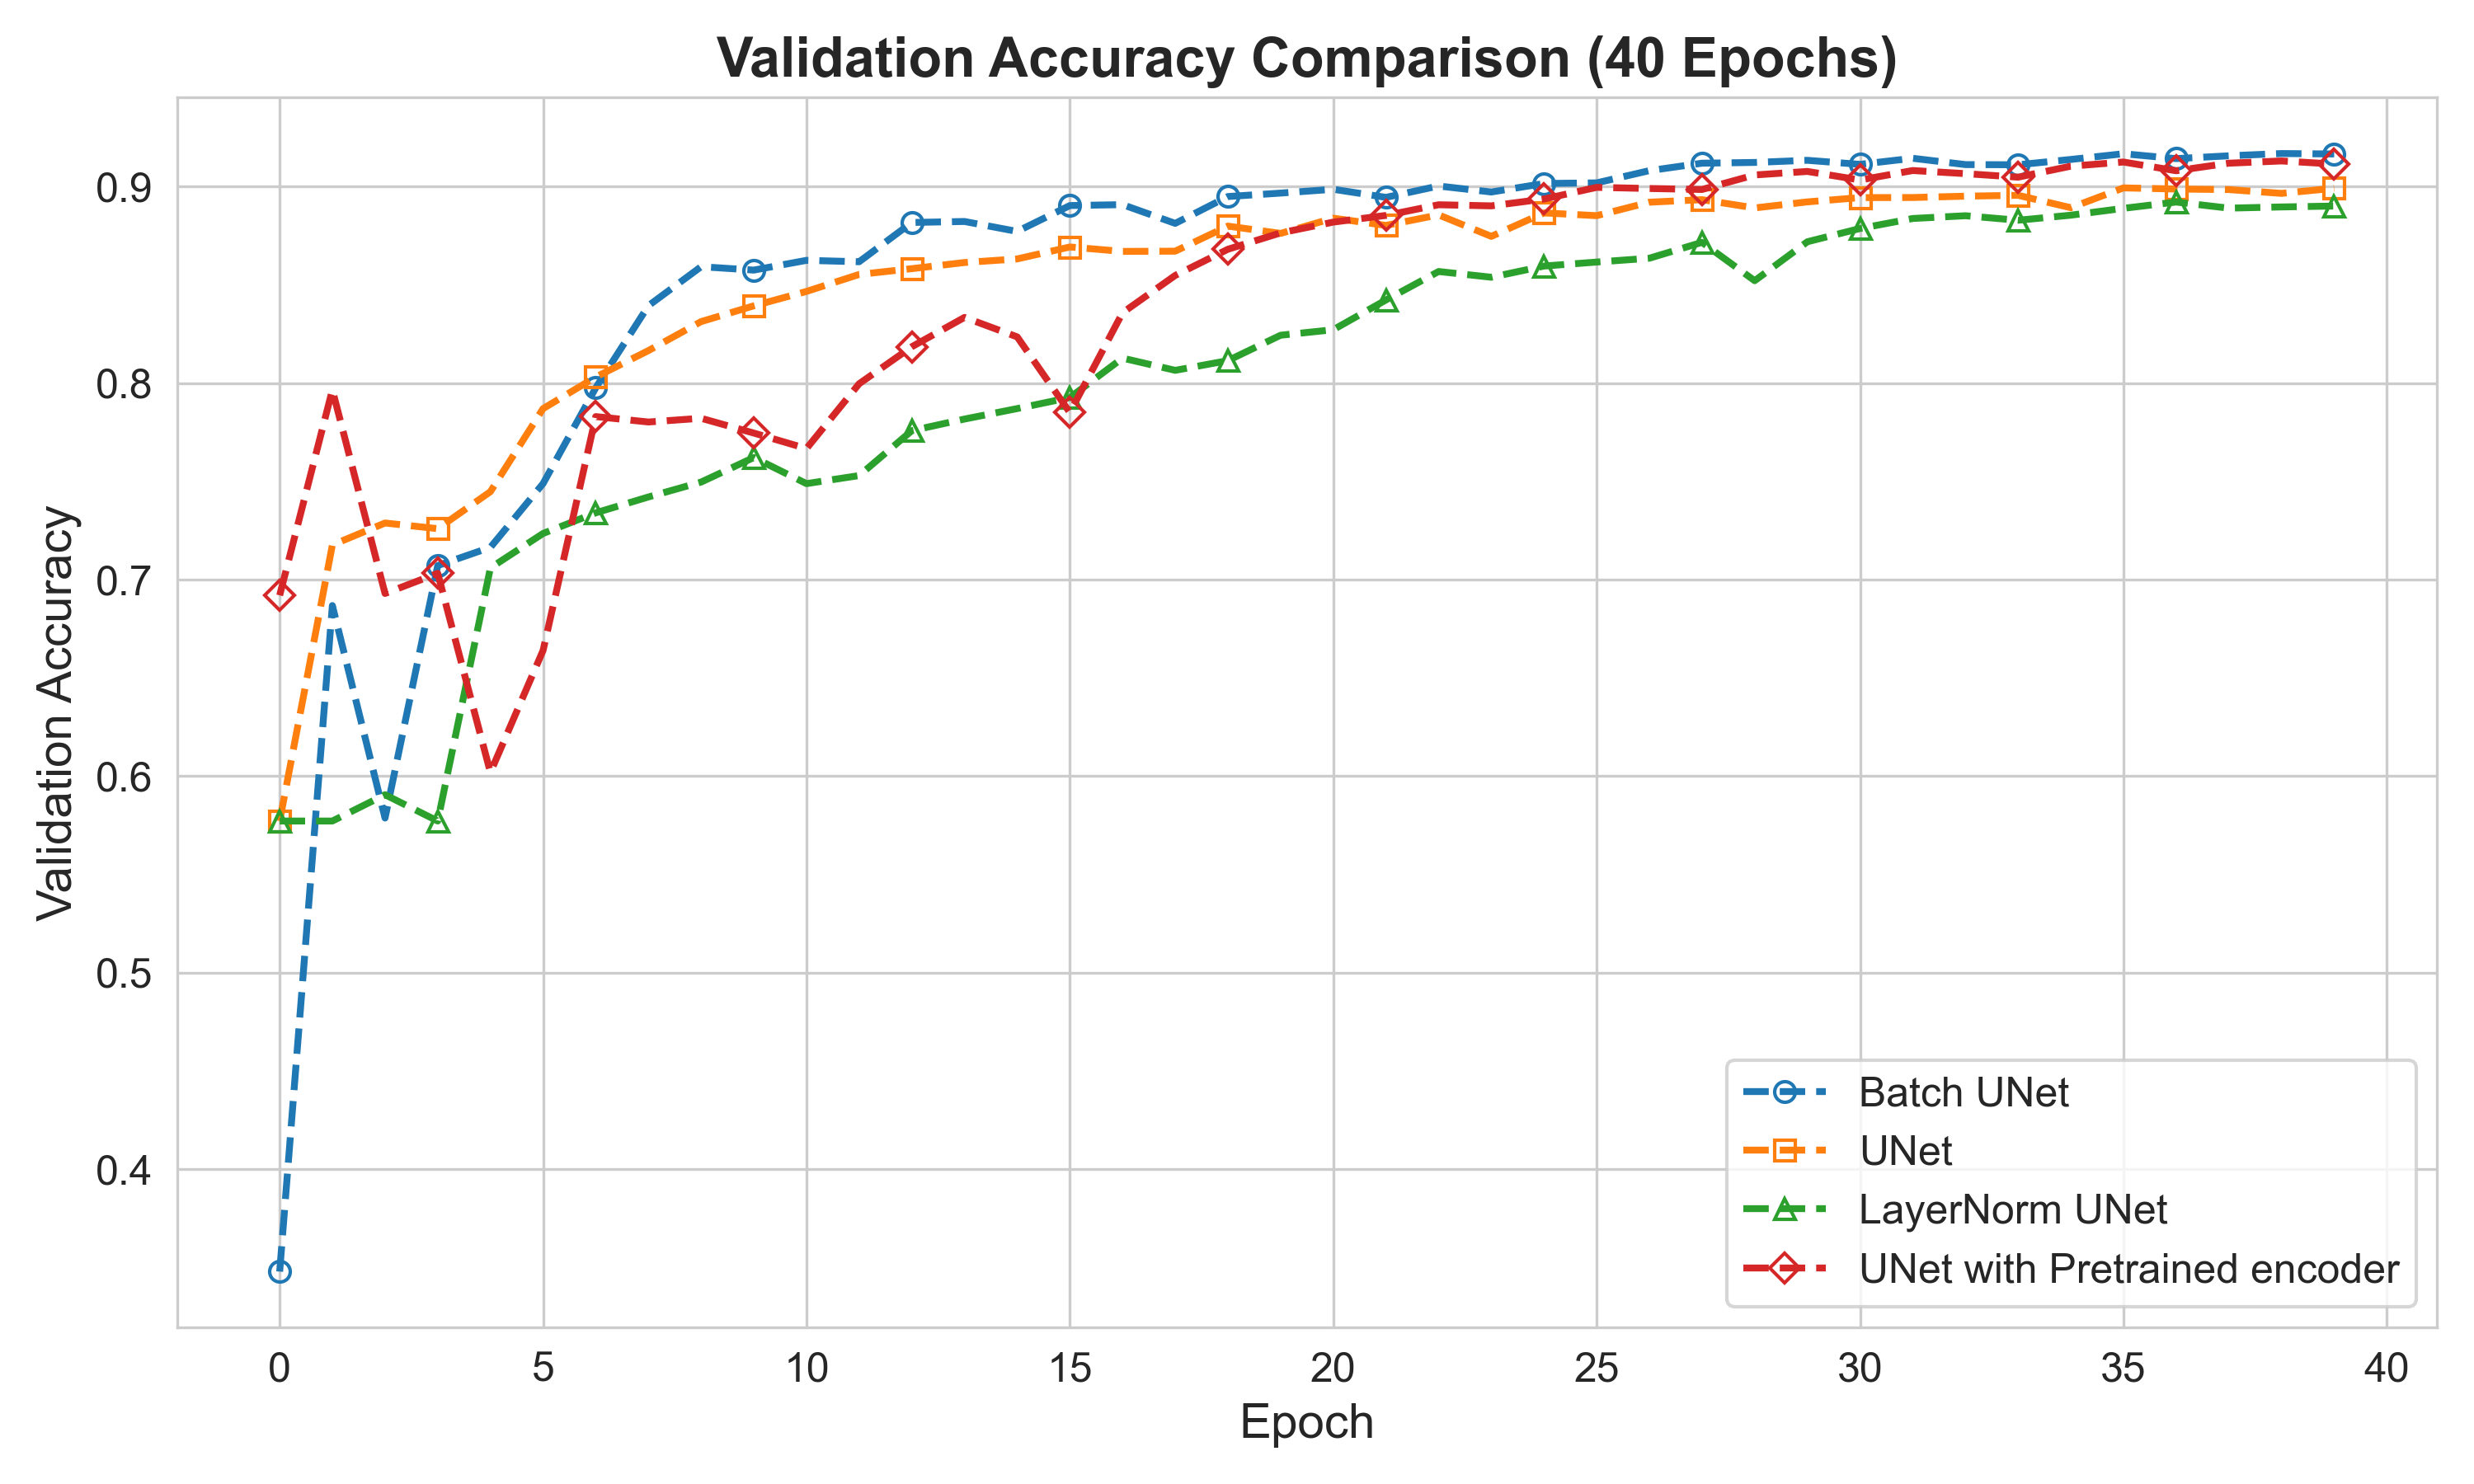 Validation Accuracy Comparison (40 Epochs)
Validation Accuracy
0.9
0.8
0.7
0.6
0.5
0.4
0 5 10 15 20 25 30 35 40
Epoch
Batch UNet
UNet
LayerNorm UNet
UNet with Pretrained encoder